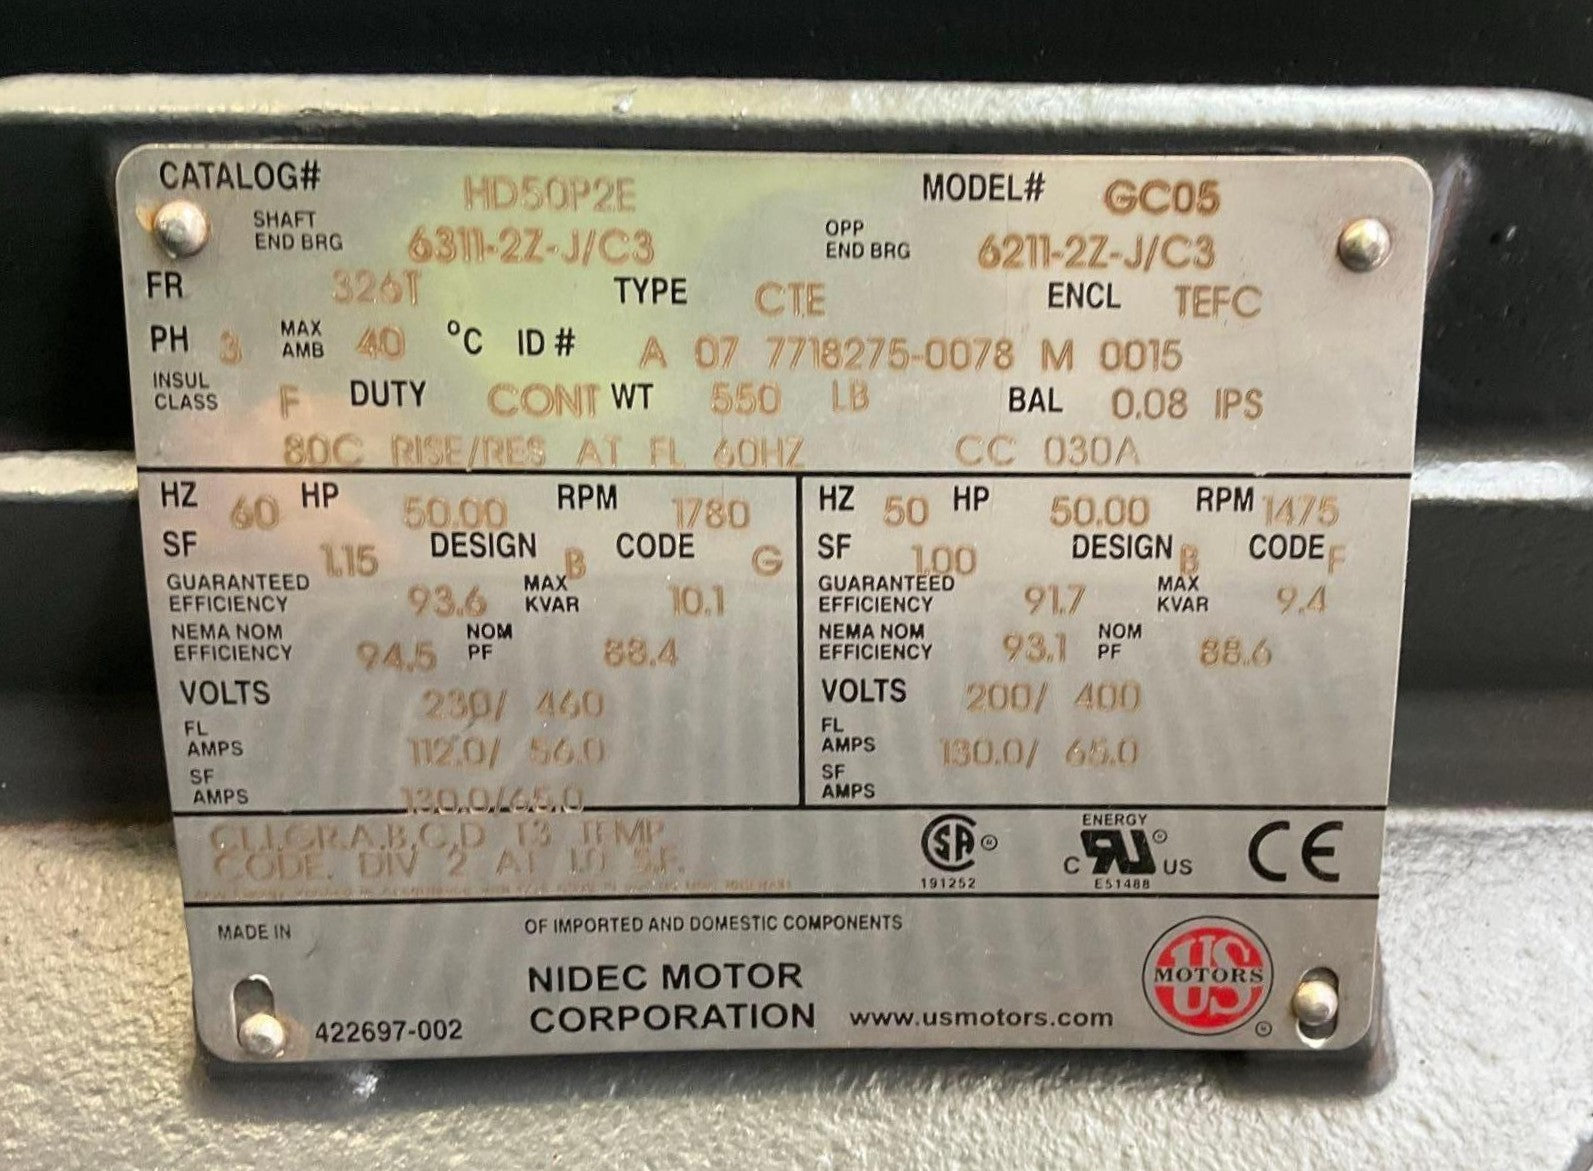 CATALOG# HD50P2E MODEL# GC05
SHAFT END BRG 6311-2Z-J/C3 OPP END BRG 6211-2Z-J/C3
FR 326T TYPE CTE ENCL TEFC
PH 3 MAX AMB 40 °C ID # A 07 7718275-0078 M 0015
INSUL CLASS F DUTY CONT WT 550 LB BAL 0.08 IPS
80C RISE/RES AT FL 60HZ CC 030A
HZ 60 HP 50.00 RPM 1780
SF 1.15 DESIGN B CODE G
GUARANTEED EFFICIENCY 93.6 MAX KVAR 10.1
NEMA NOM EFFICIENCY 94.5 NOM PF 88.4
VOLTS 230/ 460
FL AMPS 112.0/ 56.0
SF AMPS 130.0/65.0
HZ 50 HP 50.00 RPM 1475
SF 1.00 DESIGN B CODE F
GUARANTEED EFFICIENCY 91.7 MAX KVAR 9.4
NEMA NOM EFFICIENCY 93.1 NOM PF 88.6
VOLTS 200/ 400
FL AMPS 130.0/ 65.0
SF AMPS
CL.I,GR.A,B,C,D T3 TEMP
CODE. DIV 2 AT 1.0 S.F.
SA ® 191252
ENERGY
C UR ® US
E51488
CE
MADE IN OF IMPORTED AND DOMESTIC COMPONENTS
NIDEC MOTOR
CORPORATION www.usmotors.com
422697-002
US MOTORS ®